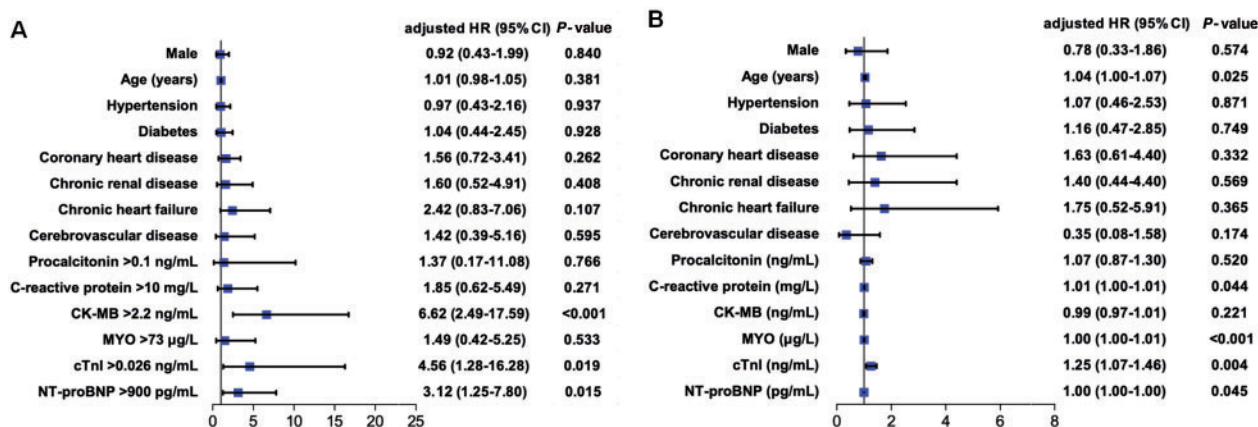 A
adjusted HR (95% CI) P-value
Male 0.92 (0.43-1.99) 0.840
Age (years) 1.01 (0.98-1.05) 0.381
Hypertension 0.97 (0.43-2.16) 0.937
Diabetes 1.04 (0.44-2.45) 0.928
Coronary heart disease 1.56 (0.72-3.41) 0.262
Chronic renal disease 1.60 (0.52-4.91) 0.408
Chronic heart failure 2.42 (0.83-7.06) 0.107
Cerebrovascular disease 1.42 (0.39-5.16) 0.595
Procalcitonin >0.1 ng/mL 1.37 (0.17-11.08) 0.766
C-reactive protein >10 mg/L 1.85 (0.62-5.49) 0.271
CK-MB >2.2 ng/mL 6.62 (2.49-17.59) <0.001
MYO >73 µg/L 1.49 (0.42-5.25) 0.533
cTnI >0.026 ng/mL 4.56 (1.28-16.28) 0.019
NT-proBNP >900 pg/mL 3.12 (1.25-7.80) 0.015
0 5 10 15 20 25
B
adjusted HR (95% CI) P-value
Male 0.78 (0.33-1.86) 0.574
Age (years) 1.04 (1.00-1.07) 0.025
Hypertension 1.07 (0.46-2.53) 0.871
Diabetes 1.16 (0.47-2.85) 0.749
Coronary heart disease 1.63 (0.61-4.40) 0.332
Chronic renal disease 1.40 (0.44-4.40) 0.569
Chronic heart failure 1.75 (0.52-5.91) 0.365
Cerebrovascular disease 0.35 (0.08-1.58) 0.174
Procalcitonin (ng/mL) 1.07 (0.87-1.30) 0.520
C-reactive protein (mg/L) 1.01 (1.00-1.01) 0.044
CK-MB (ng/mL) 0.99 (0.97-1.01) 0.221
MYO (µg/L) 1.00 (1.00-1.01) <0.001
cTnI (ng/mL) 1.25 (1.07-1.46) 0.004
NT-proBNP (pg/mL) 1.00 (1.00-1.00) 0.045
0 2 4 6 8